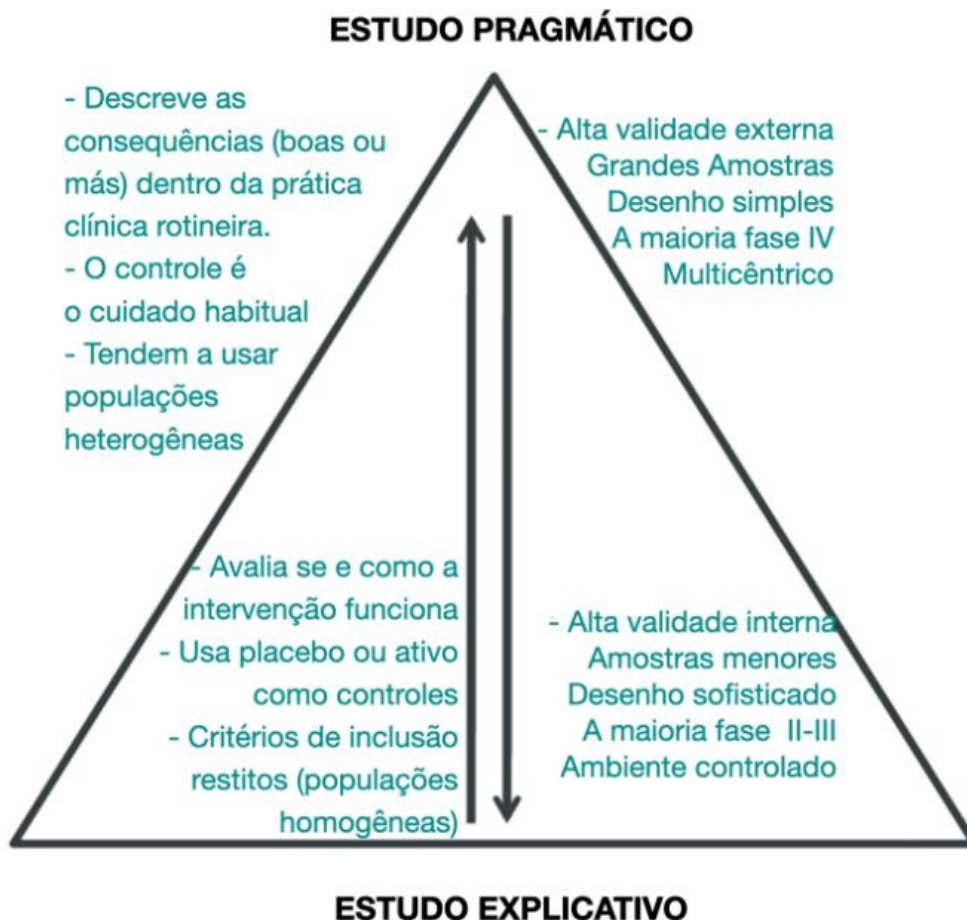 ESTUDO PRAGMÁTICO
- Descreve as
consequências (boas ou
más) dentro da prática
clínica rotineira.
- O controle é
o cuidado habitual
- Tendem a usar
populações
heterogêneas
- Alta validade externa
Grandes Amostras
Desenho simples
A maioria fase IV
Multicêntrico
- Avalia se e como a
intervenção funciona
- Usa placebo ou ativo
como controles
- Critérios de inclusão
restitos (populações
homogêneas)
- Alta validade interna
Amostras menores
Desenho sofisticado
A maioria fase II-III
Ambiente controlado
ESTUDO EXPLICATIVO